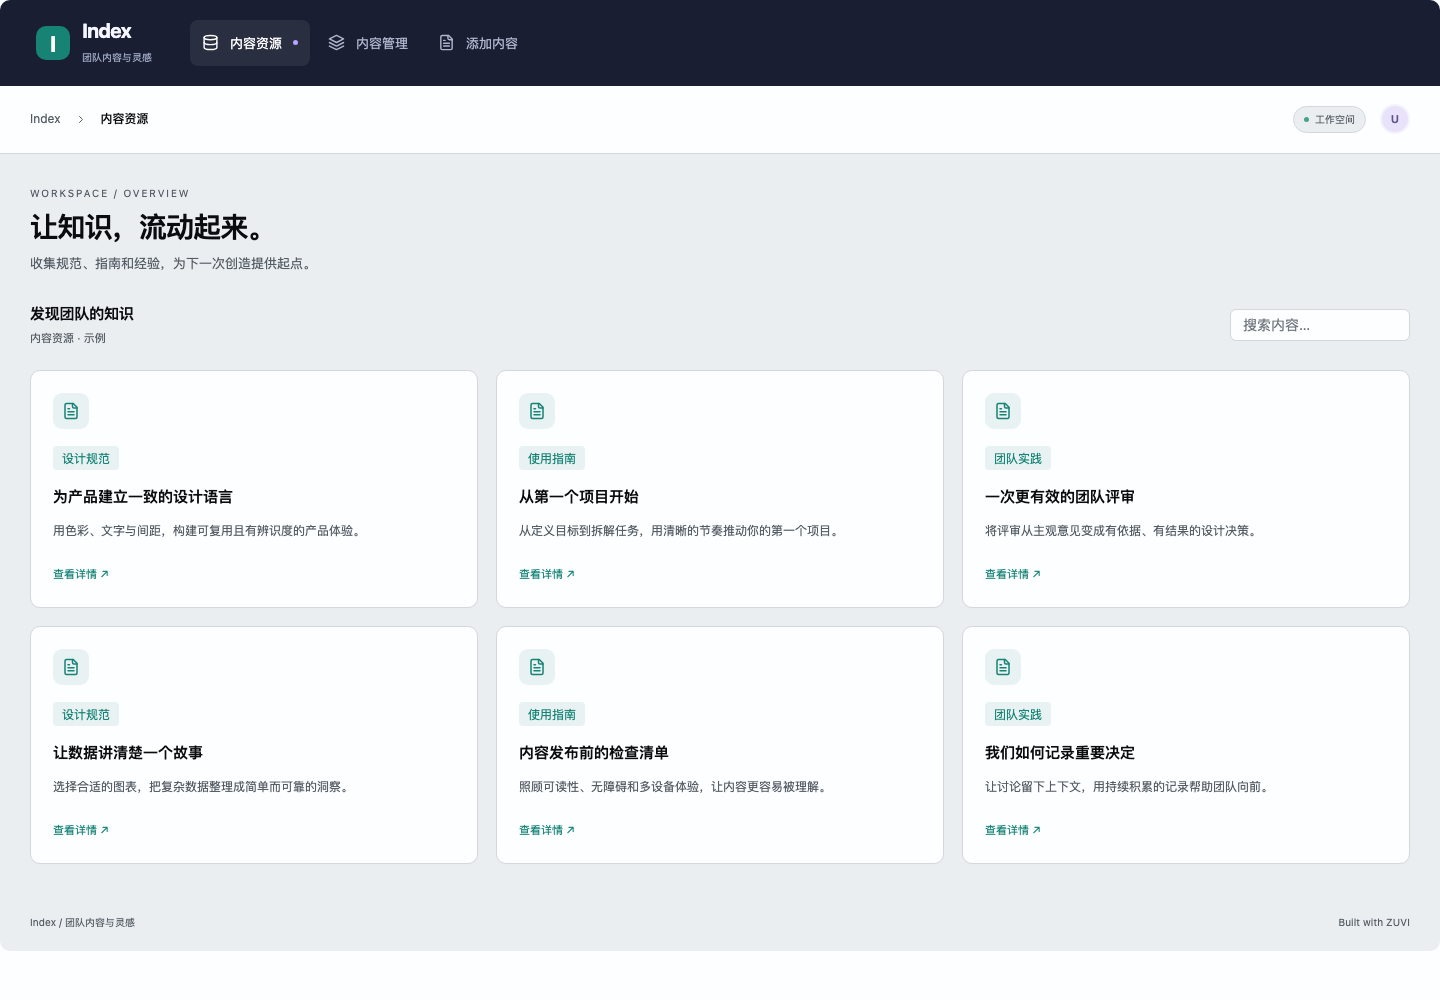 I
Index
团队内容与灵感
内容资源
内容管理
添加内容
Index
内容资源
工作空间
U
WORKSPACE / OVERVIEW
让知识，流动起来。
收集规范、指南和经验，为下一次创造提供起点。
发现团队的知识
内容资源 · 示例
搜索内容...
设计规范
为产品建立一致的设计语言
用色彩、文字与间距，构建可复用且有辨识度的产品体验。
查看详情 ↗
使用指南
从第一个项目开始
从定义目标到拆解任务，用清晰的节奏推动你的第一个项目。
查看详情 ↗
团队实践
一次更有效的团队评审
将评审从主观意见变成有依据、有结果的设计决策。
查看详情 ↗
设计规范
让数据讲清楚一个故事
选择合适的图表，把复杂数据整理成简单而可靠的洞察。
查看详情 ↗
使用指南
内容发布前的检查清单
照顾可读性、无障碍和多设备体验，让内容更容易被理解。
查看详情 ↗
团队实践
我们如何记录重要决定
让讨论留下上下文，用持续积累的记录帮助团队向前。
查看详情 ↗
Index / 团队内容与灵感
Built with ZUVI